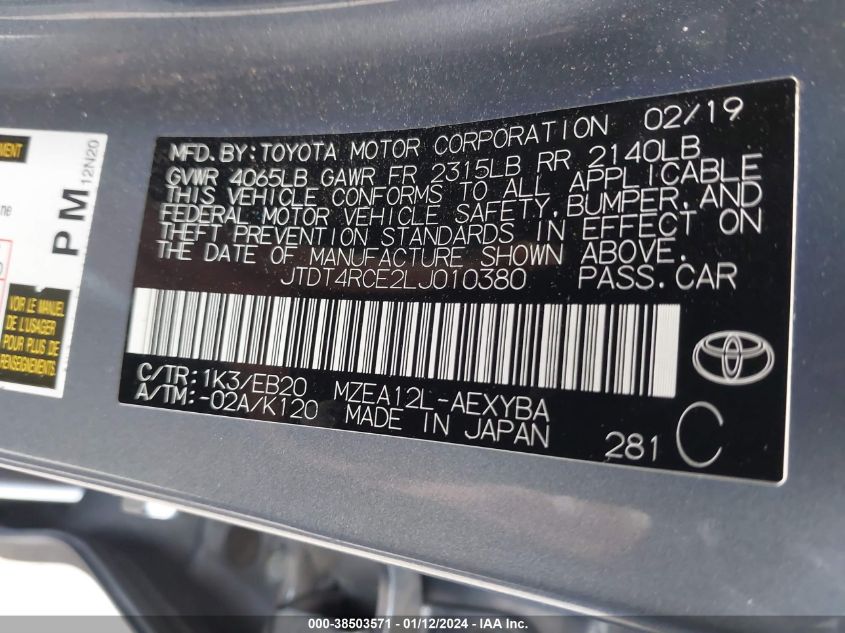 02/19
MFD. BY: TOYOTA MOTOR CORPORATION
GVWR 4065LB GAWR FR 2315LB RR 2140LB
THIS VEHICLE CONFORMS TO ALL APPLICABLE
FEDERAL MOTOR VEHICLE SAFETY, BUMPER, AND
THEFT PREVENTION STANDARDS IN EFFECT ON
THE DATE OF MANUFACTURE SHOWN ABOVE.
JTDT4RCE2LJ010380 PASS.CAR
C/TR:1K3/EB20 MZEA12L-AEXYBA
A/TM:-02A/K120 MADE IN JAPAN
281 C
PM
12N20
VOIR LE MANUEL
DE L'USAGER
POUR PLUS DE
RENSEIGNEMENTS
000-38503571 - 01/12/2024 - IAA Inc.